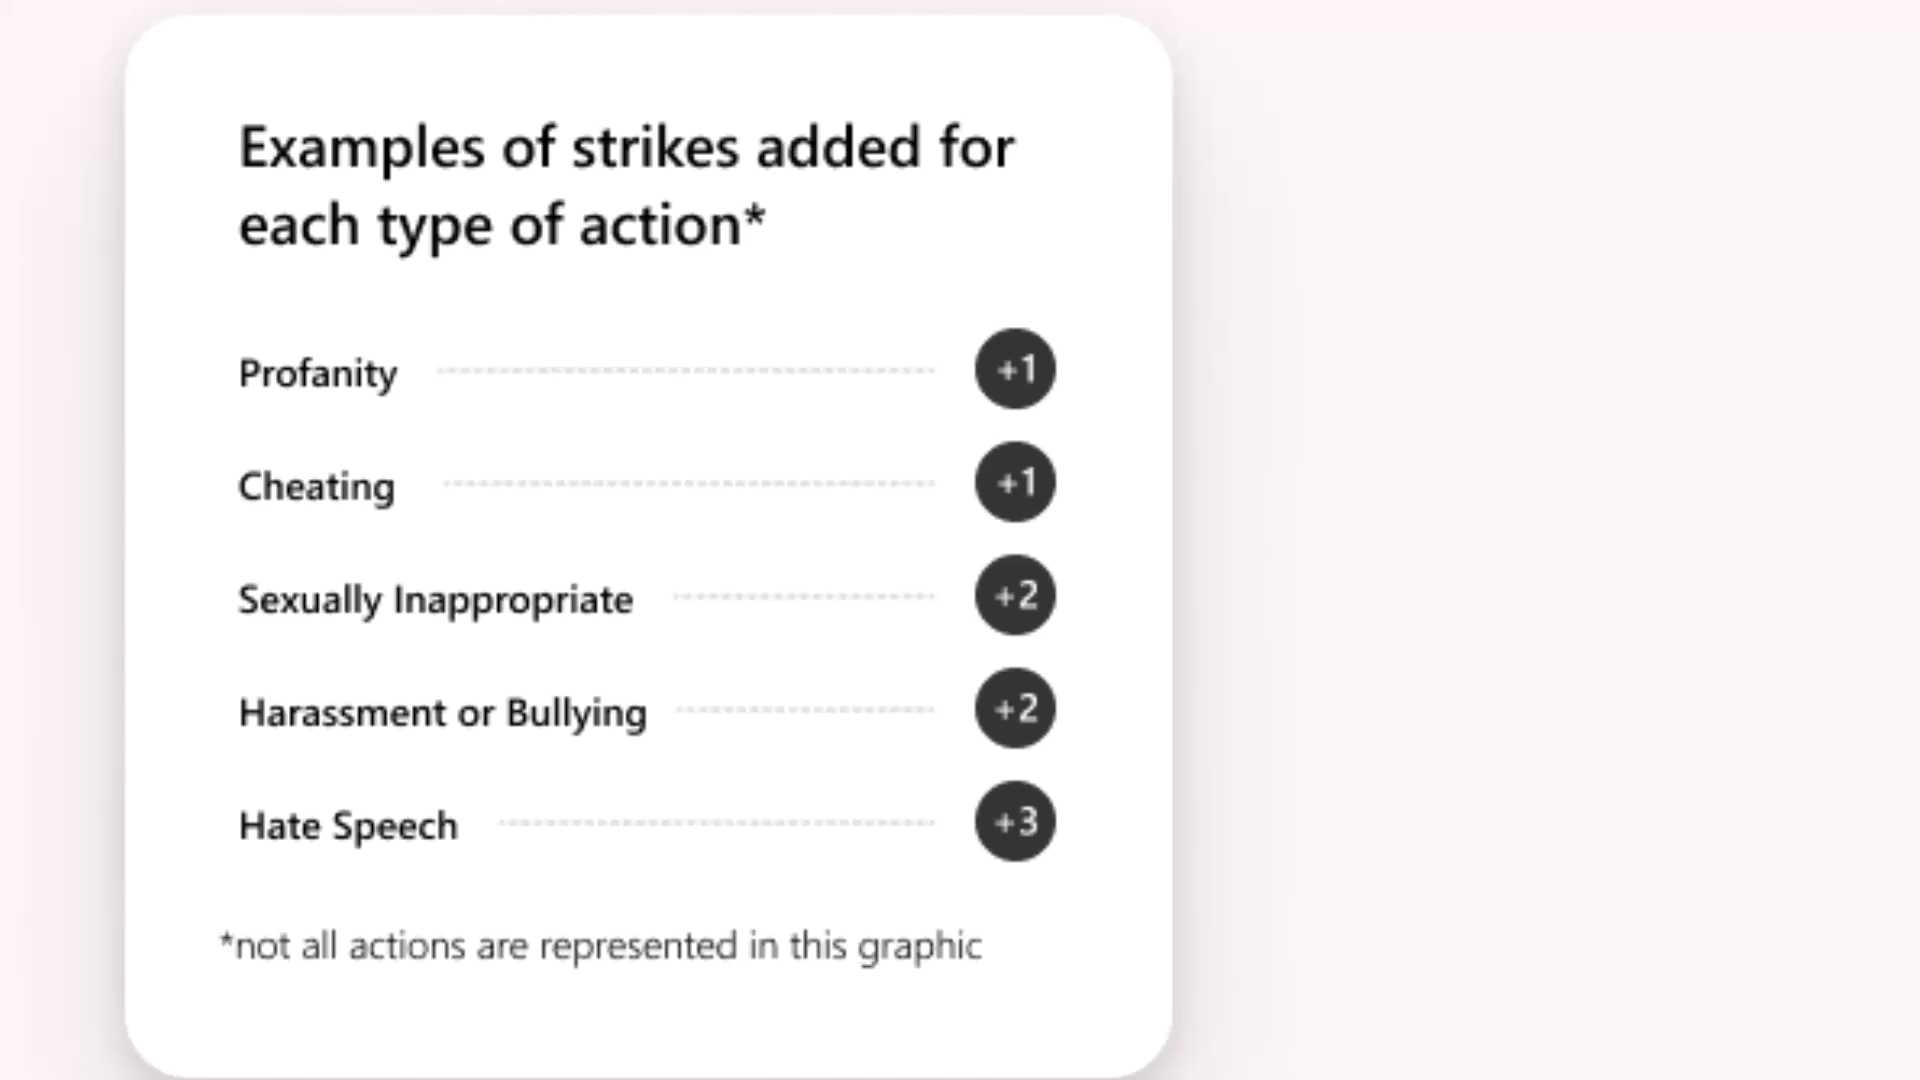 Examples of strikes added for
each type of action*
Profanity +1
Cheating +1
Sexually Inappropriate +2
Harassment or Bullying +2
Hate Speech +3
*not all actions are represented in this graphic